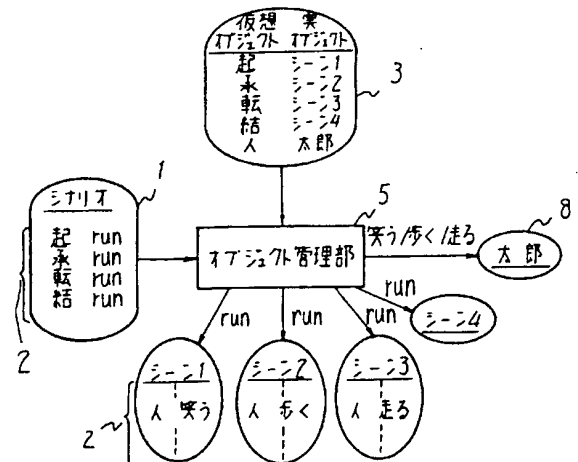 仮想 実
オブジェクト オブジェクト
起 シーン1
承 シーン2
転 シーン3
結 シーン4
人 太郎
3
1
シナリオ
起 run
承 run
転 run
結 run
2
5
オブジェクト管理部
笑う/歩く/走る
8
太郎
run
シーン4
run
run
run
シーン1
人 笑う
シーン2
人 歩く
シーン3
人 走る
2